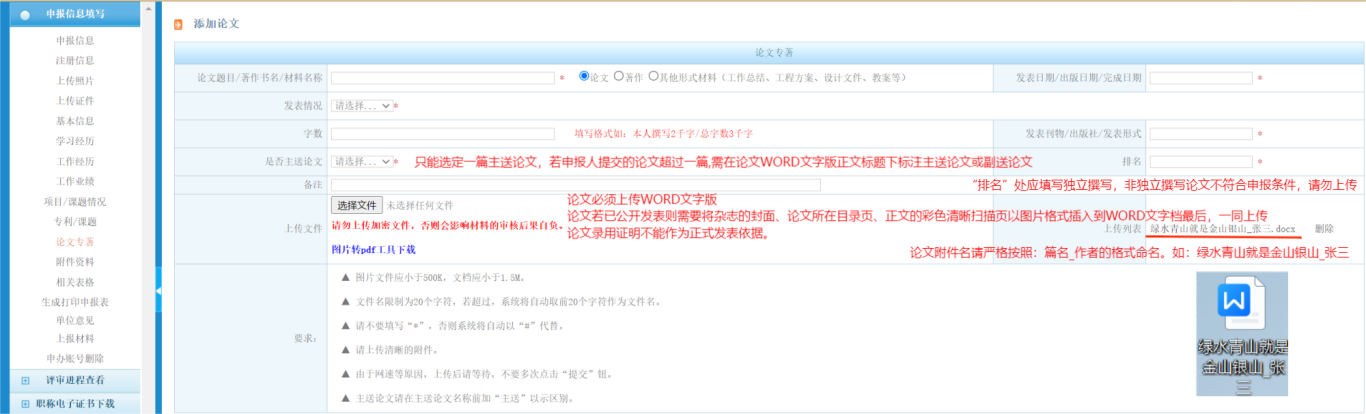 申报信息填写
申报信息
注册信息
上传照片
上传证件
基本信息
学习经历
工作经历
工作业绩
项目/课题情况
专利/课题
论文专著
附件资料
相关表格
生成打印申报表
单位意见
上报材料
申办账号删除
评审进程查看
职称电子证书下载
添加论文
论文专著
论文题目/著作书名/材料名称 * 论文 著作 其他形式材料（工作总结、工程方案、设计文件、教案等） 发表日期/出版日期/完成日期 *
发表情况 请选择... *
字数 填写格式如：本人撰写2千字/总字数3千字 发表刊物/出版社/发表形式 *
是否主送论文 请选择... * 只能选定一篇主送论文，若申报人提交的论文超过一篇,需在论文WORD文字版正文标题下标注主送论文或副送论文 排名 *
备注 “排名”处应填写独立撰写，非独立撰写论文不符合申报条件，请勿上传
上传文件 选择文件 未选择任何文件
请勿上传加密文件，否则会影响材料的审核后果自负。
图片转pdf工具下载
论文必须上传WORD文字版
论文若已公开发表则需要将杂志的封面、论文所在目录页、正文的彩色清晰扫描页以图片格式插入到WORD文字文档最后，一同上传
论文录用证明不能作为正式发表依据。
上传列表 绿水青山就是金山银山_张三.docx 删除
论文附件名请严格按照：篇名_作者的格式命名。如：绿水青山就是金山银山_张三
要求：
▲ 图片文件应小于500K，文档应小于1.5M。
▲ 文件名限制为20个字符，若超过，系统将自动取前20个字符作为文件名。
▲ 请不要填写“*”，否则系统将自动以“#”代替。
▲ 请上传清晰的附件。
▲ 由于网速等原因，上传后请等待，不要多次点击“提交”钮。
▲ 主送论文请在主送论文名称前加“主送”以示区别。
W
绿水青山就是
金山银山_张
三